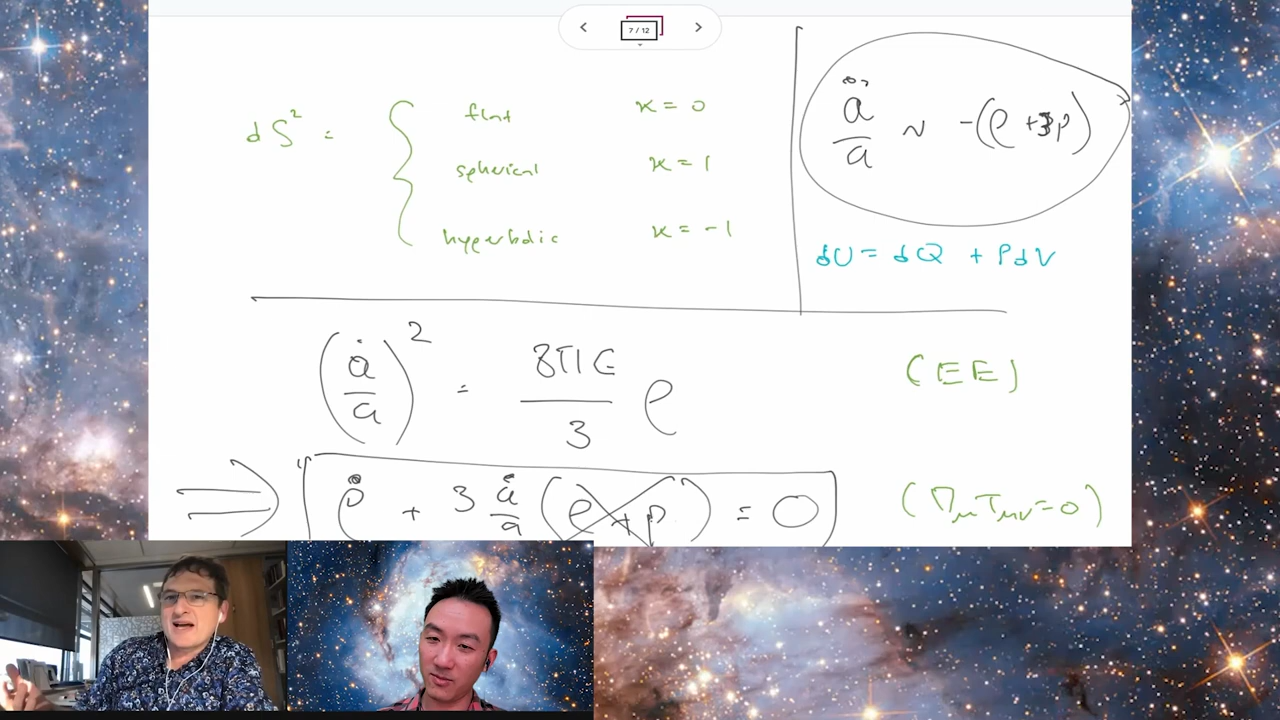 7 / 12
dS² =
flat κ = 0
spherical κ = 1
hyperbolic κ = -1
ä/a ~ -(ρ + 3p)
dU = dQ + PdV
(ȧ/a)² = 8πG/3 ρ (EE)
⇒ ρ̇ + 3 ȧ/a (ρ + p) = 0 (∇μTμν = 0)